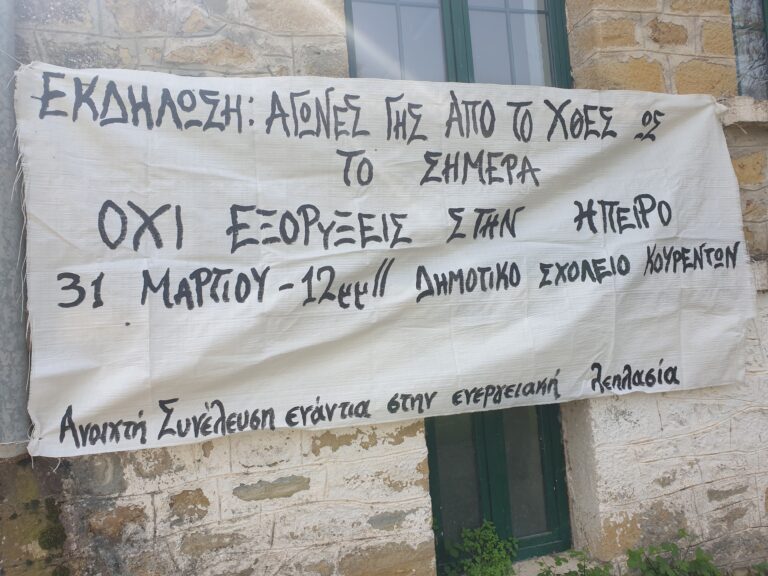 ΕΚΔΗΛΩΣΗ: ΑΓΩΝΕΣ ΓΗΣ ΑΠΟ ΤΟ ΧΘΕΣ ΩΣ
ΤΟ ΣΗΜΕΡΑ
ΟΧΙ ΕΞΟΡΥΞΕΙΣ ΣΤΗΝ ΗΠΕΙΡΟ
31 ΜΑΡΤΙΟΥ - 12μμ // ΔΗΜΟΤΙΚΟ ΣΧΟΛΕΙΟ ΚΟΥΡΕΝΤΩΝ
Ανοιχτή Συνέλευση ενάντια στην ενεργειακή λεηλασία